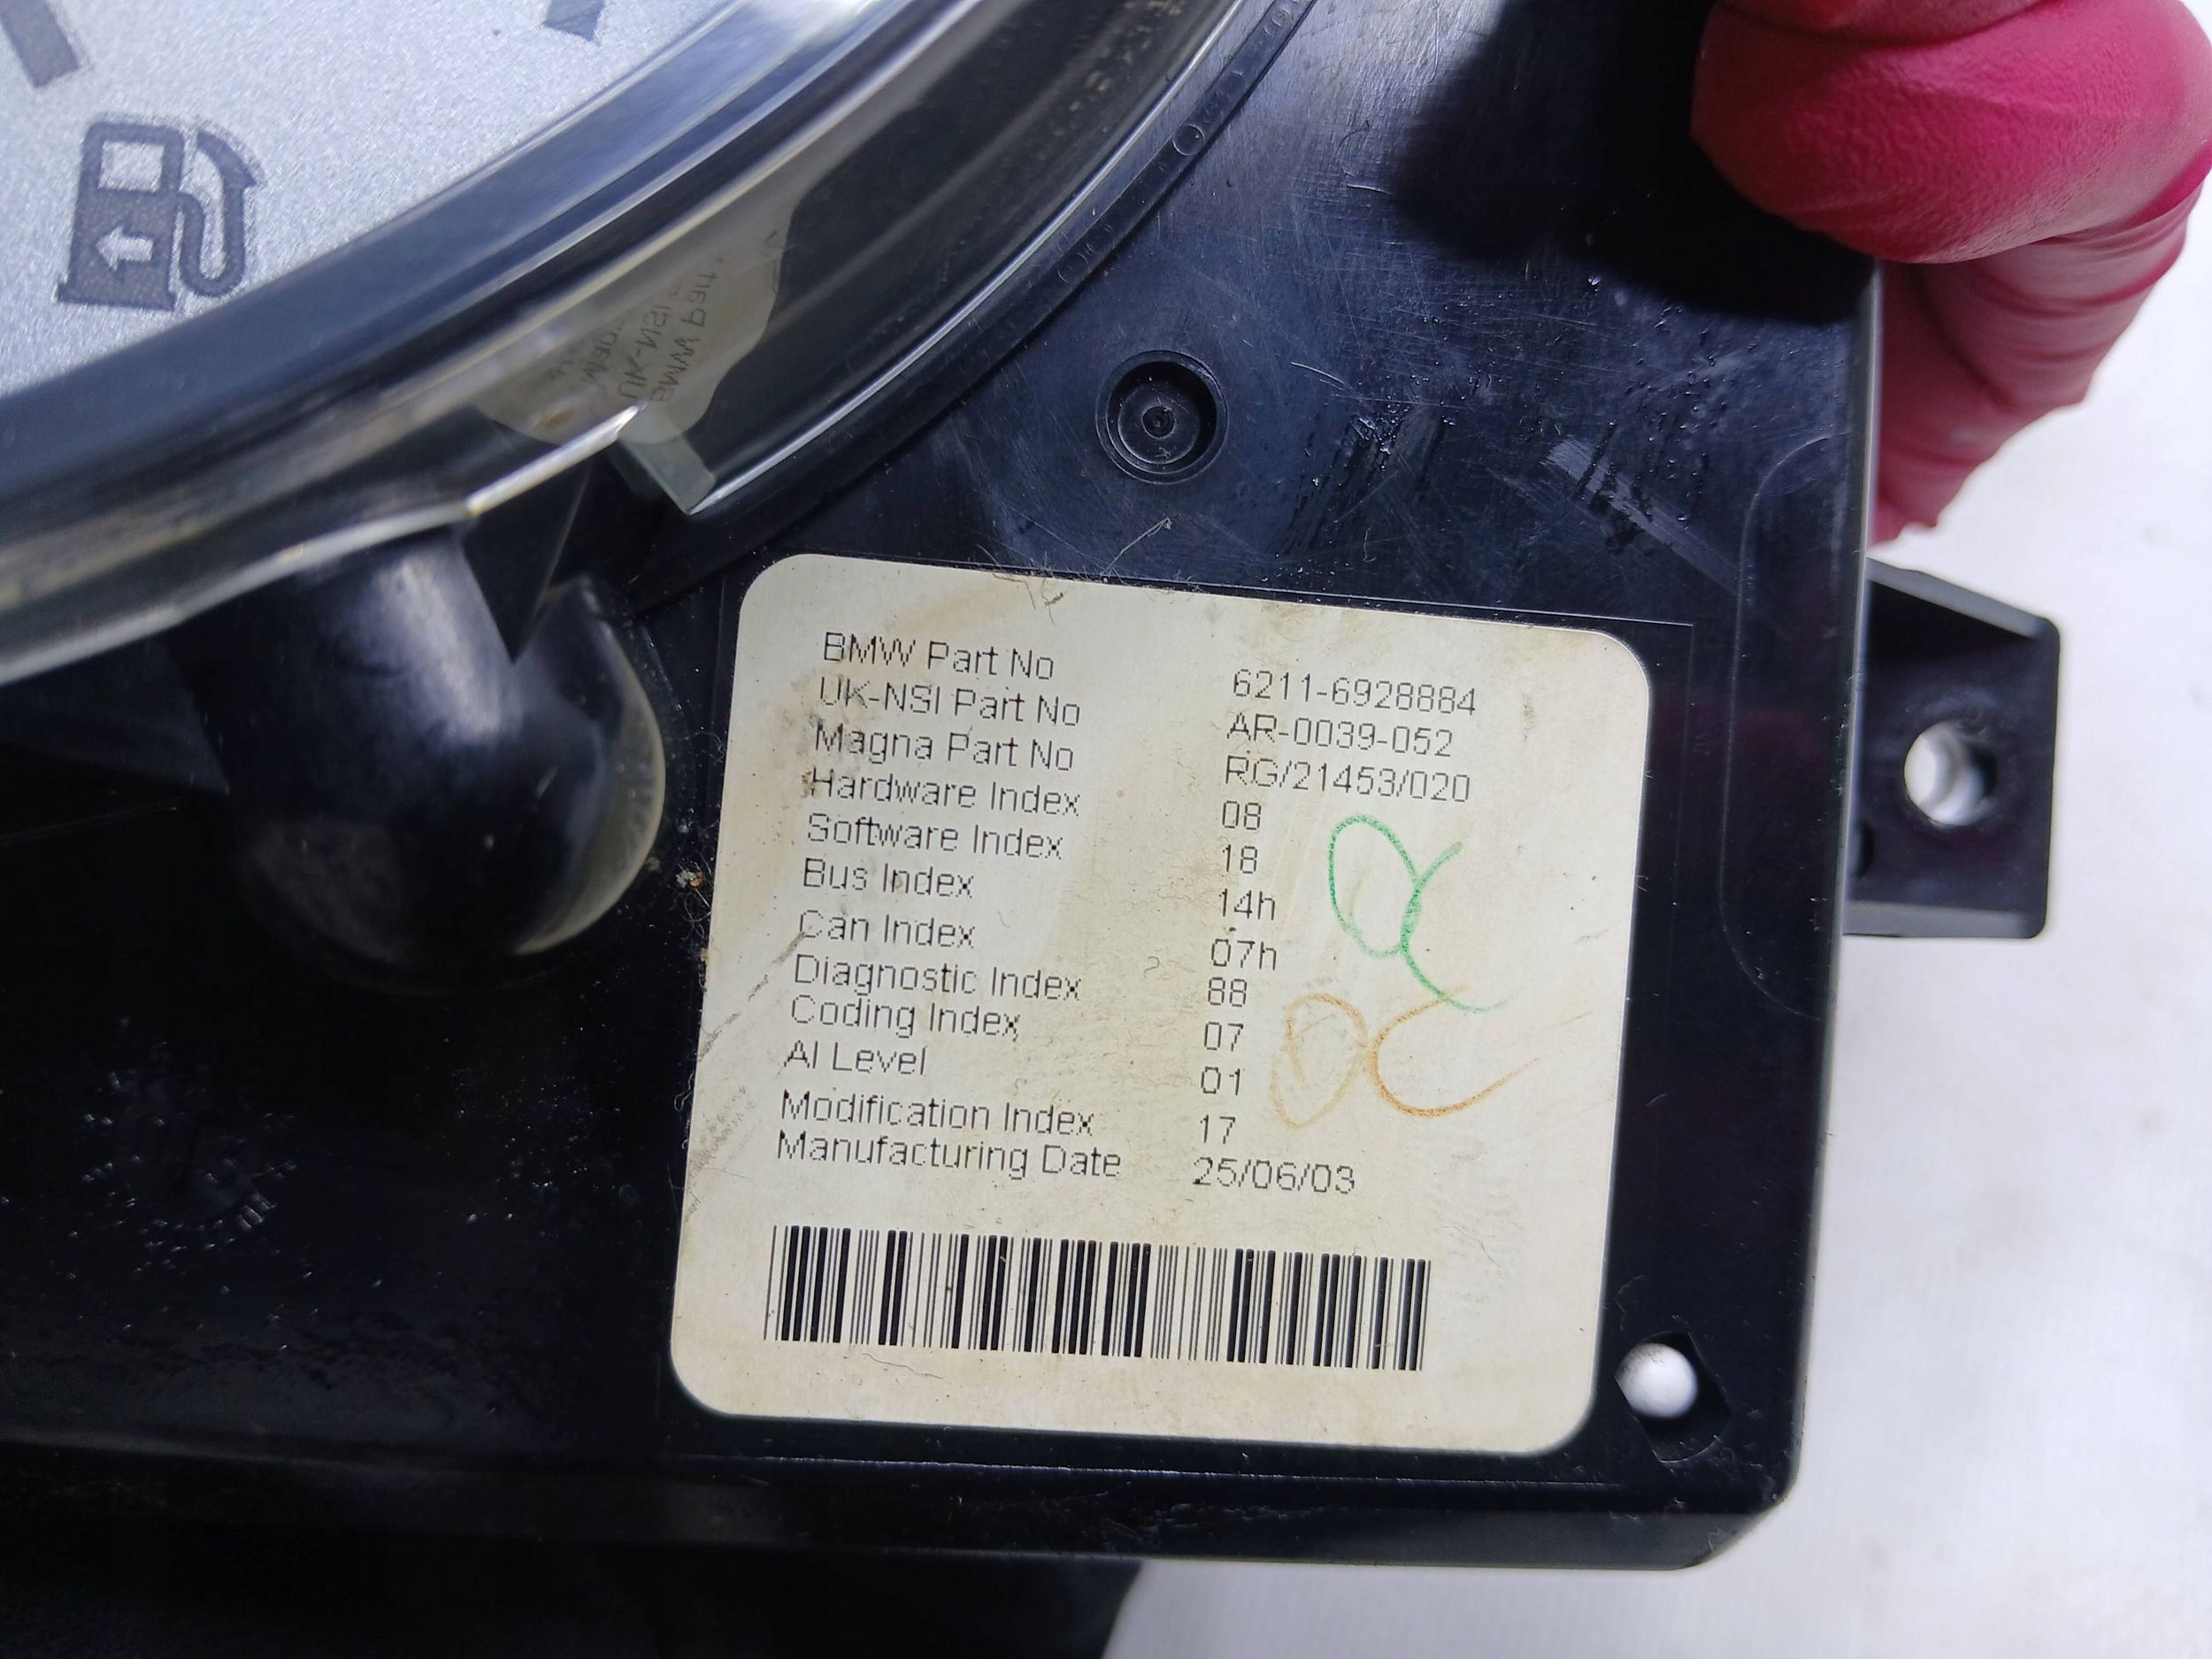 BMW Part No 6211-6928884
UK-NSI Part No AR-0039-052
Magna Part No RG/21453/020
Hardware Index 08
Software Index 18
Bus Index 14h
Can Index 07h
Diagnostic Index 88
Coding Index 07
AI Level 01
Modification Index 17
Manufacturing Date 25/06/03